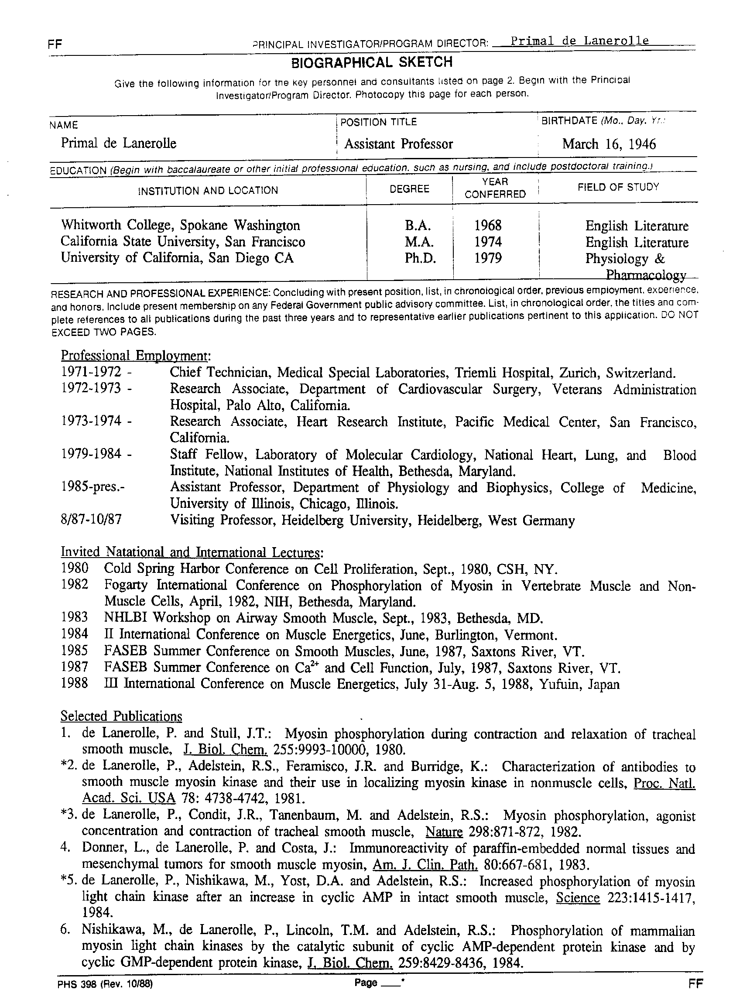 FF PRINCIPAL INVESTIGATOR/PROGRAM DIRECTOR: Primal de Lanerolle
BIOGRAPHICAL SKETCH
Give the following information for the key personnel and consultants listed on page 2. Begin with the Principal
Investigator/Program Director. Photocopy this page for each person.
NAME POSITION TITLE BIRTHDATE (Mo., Day, Yr.)
Primal de Lanerolle Assistant Professor March 16, 1946
EDUCATION (Begin with baccalaureate or other initial professional education, such as nursing, and include postdoctoral training.)
INSTITUTION AND LOCATION DEGREE YEAR CONFERRED FIELD OF STUDY
Whitworth College, Spokane Washington B.A. 1968 English Literature
California State University, San Francisco M.A. 1974 English Literature
University of California, San Diego CA Ph.D. 1979 Physiology &
Pharmacology
RESEARCH AND PROFESSIONAL EXPERIENCE: Concluding with present position, list, in chronological order, previous employment, experience,
and honors. Include present membership on any Federal Government public advisory committee. List, in chronological order, the titles and com-
plete references to all publications during the past three years and to representative earlier publications pertinent to this application. DO NOT
EXCEED TWO PAGES.
Professional Employment:
1971-1972 - Chief Technician, Medical Special Laboratories, Triemli Hospital, Zurich, Switzerland.
1972-1973 - Research Associate, Department of Cardiovascular Surgery, Veterans Administration
Hospital, Palo Alto, California.
1973-1974 - Research Associate, Heart Research Institute, Pacific Medical Center, San Francisco,
California.
1979-1984 - Staff Fellow, Laboratory of Molecular Cardiology, National Heart, Lung, and Blood
Institute, National Institutes of Health, Bethesda, Maryland.
1985-pres.- Assistant Professor, Department of Physiology and Biophysics, College of Medicine,
University of Illinois, Chicago, Illinois.
8/87-10/87 Visiting Professor, Heidelberg University, Heidelberg, West Germany
Invited Natational and International Lectures:
1980 Cold Spring Harbor Conference on Cell Proliferation, Sept., 1980, CSH, NY.
1982 Fogarty International Conference on Phosphorylation of Myosin in Vertebrate Muscle and Non-
Muscle Cells, April, 1982, NIH, Bethesda, Maryland.
1983 NHLBI Workshop on Airway Smooth Muscle, Sept., 1983, Bethesda, MD.
1984 II International Conference on Muscle Energetics, June, Burlington, Vermont.
1985 FASEB Summer Conference on Smooth Muscles, June, 1987, Saxtons River, VT.
1987 FASEB Summer Conference on Ca²⁺ and Cell Function, July, 1987, Saxtons River, VT.
1988 III International Conference on Muscle Energetics, July 31-Aug. 5, 1988, Yufuin, Japan
Selected Publications
1. de Lanerolle, P. and Stull, J.T.: Myosin phosphorylation during contraction and relaxation of tracheal
smooth muscle, J. Biol. Chem. 255:9993-10000, 1980.
*2. de Lanerolle, P., Adelstein, R.S., Feramisco, J.R. and Burridge, K.: Characterization of antibodies to
smooth muscle myosin kinase and their use in localizing myosin kinase in nonmuscle cells, Proc. Natl.
Acad. Sci. USA 78: 4738-4742, 1981.
*3. de Lanerolle, P., Condit, J.R., Tanenbaum, M. and Adelstein, R.S.: Myosin phosphorylation, agonist
concentration and contraction of tracheal smooth muscle, Nature 298:871-872, 1982.
4. Donner, L., de Lanerolle, P. and Costa, J.: Immunoreactivity of paraffin-embedded normal tissues and
mesenchymal tumors for smooth muscle myosin, Am. J. Clin. Path. 80:667-681, 1983.
*5. de Lanerolle, P., Nishikawa, M., Yost, D.A. and Adelstein, R.S.: Increased phosphorylation of myosin
light chain kinase after an increase in cyclic AMP in intact smooth muscle, Science 223:1415-1417,
1984.
6. Nishikawa, M., de Lanerolle, P., Lincoln, T.M. and Adelstein, R.S.: Phosphorylation of mammalian
myosin light chain kinases by the catalytic subunit of cyclic AMP-dependent protein kinase and by
cyclic GMP-dependent protein kinase, J. Biol. Chem. 259:8429-8436, 1984.
PHS 398 (Rev. 10/88) Page ___* FF